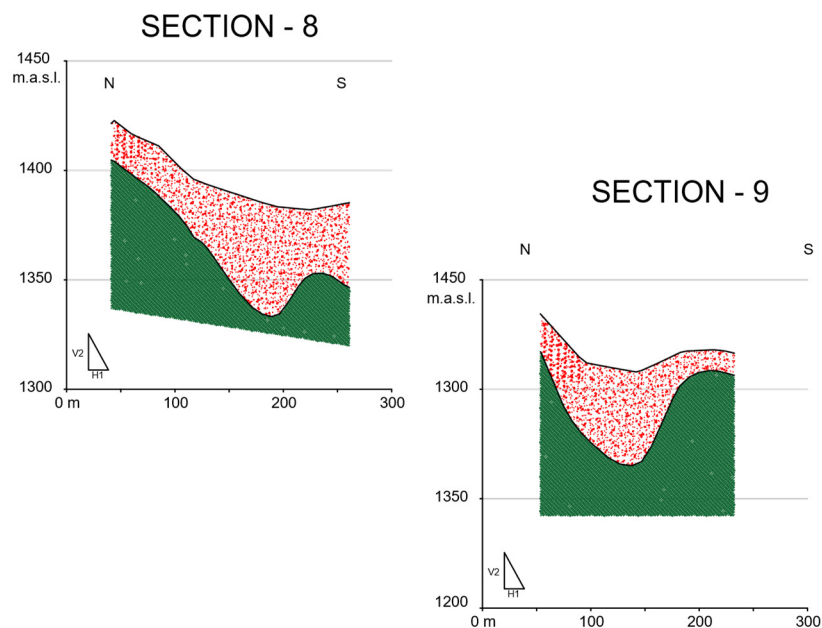 SECTION - 8
1450
m.a.s.l.
N
S
1400
1350
V2
H1
1300
0 m
100
200
300
SECTION - 9
N
S
1450
m.a.s.l.
1300
1350
V2
H1
1200
0 m
100
200
300